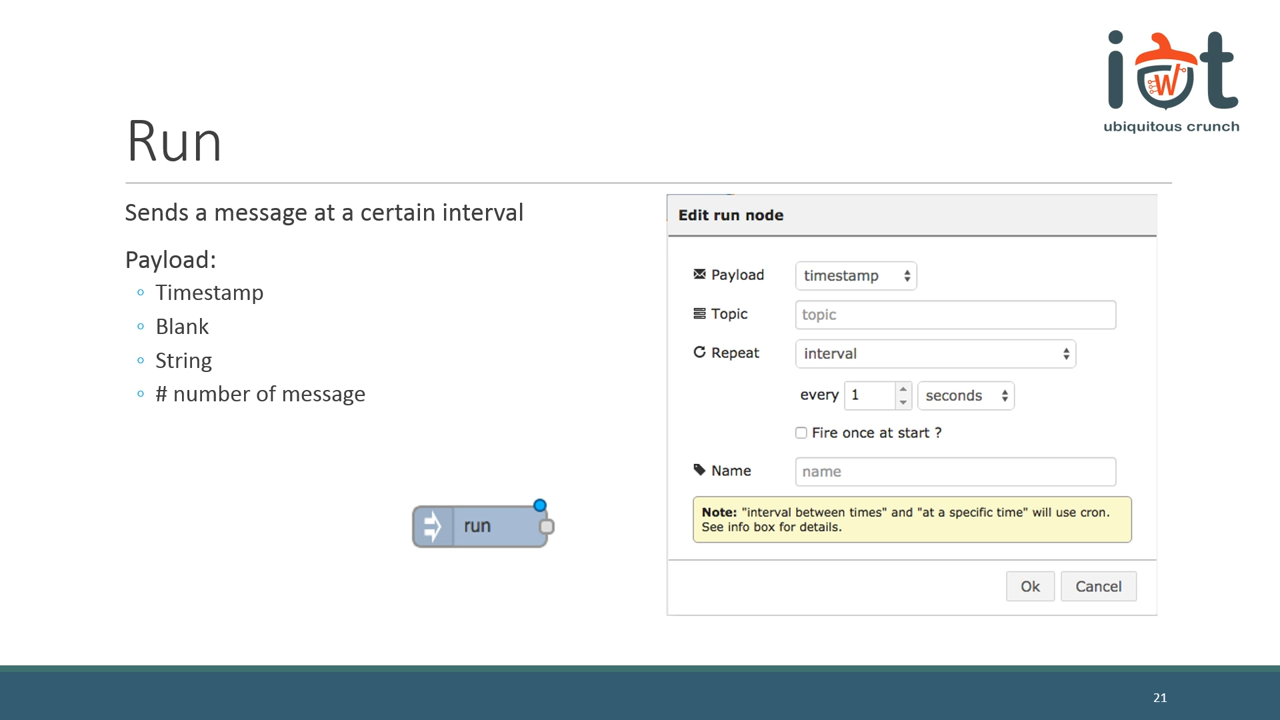 iot
ubiquitous crunch
Run
Sends a message at a certain interval
Payload:
Timestamp
Blank
String
# number of message
run
Edit run node
Payload timestamp
Topic topic
Repeat interval
every 1 seconds
Fire once at start ?
Name name
Note: "interval between times" and "at a specific time" will use cron.
See info box for details.
Ok Cancel
21